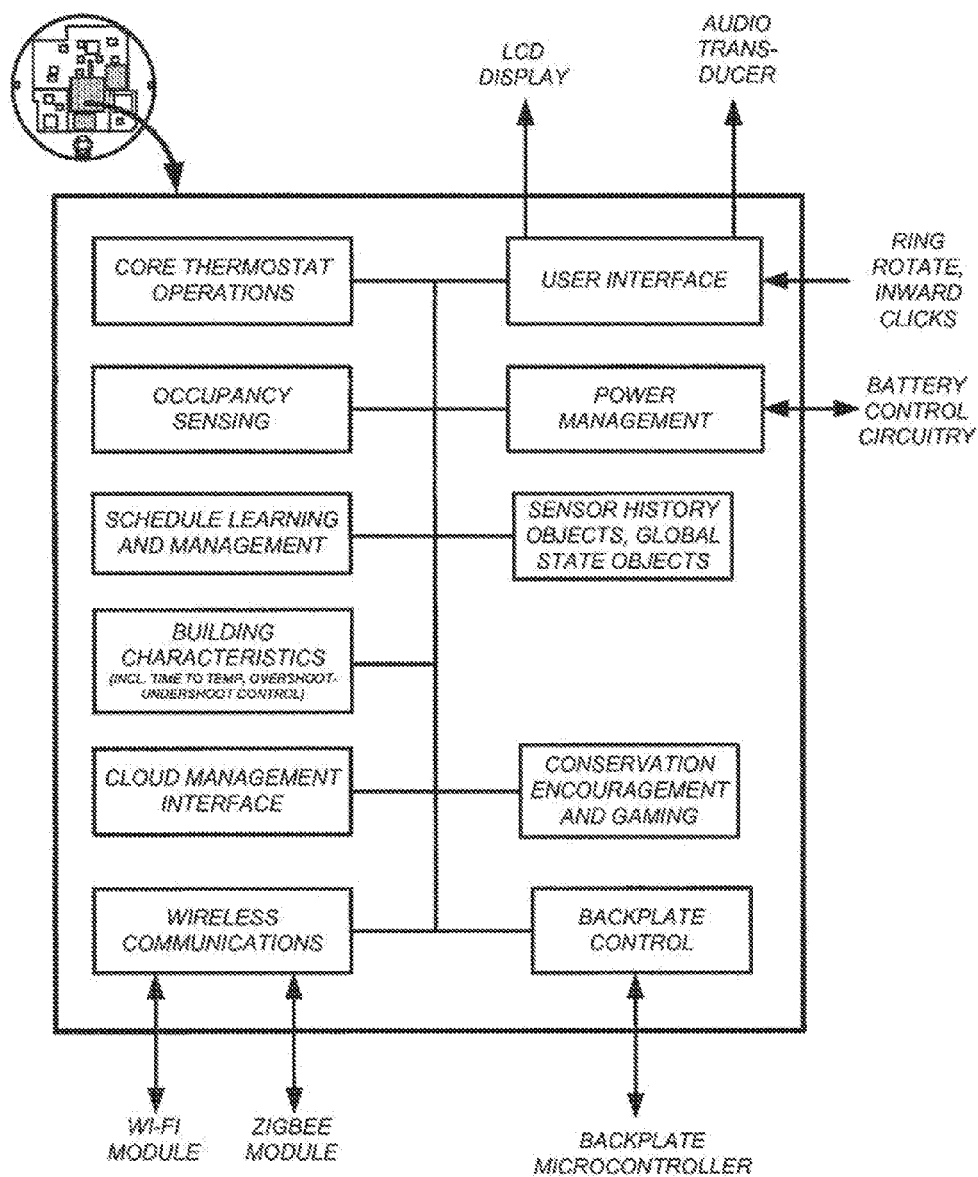 LCD
DISPLAY
AUDIO
TRANS-
DUCER
CORE THERMOSTAT
OPERATIONS
USER INTERFACE
RING
ROTATE,
INWARD
CLICKS
OCCUPANCY
SENSING
POWER
MANAGEMENT
BATTERY
CONTROL
CIRCUITRY
SCHEDULE LEARNING
AND MANAGEMENT
SENSOR HISTORY
OBJECTS, GLOBAL
STATE OBJECTS
BUILDING
CHARACTERISTICS
(INCL. TIME TO TEMP, OVERSHOOT-
UNDERSHOOT CONTROL)
CLOUD MANAGEMENT
INTERFACE
CONSERVATION
ENCOURAGEMENT
AND GAMING
WIRELESS
COMMUNICATIONS
BACKPLATE
CONTROL
WI-FI
MODULE
ZIGBEE
MODULE
BACKPLATE
MICROCONTROLLER